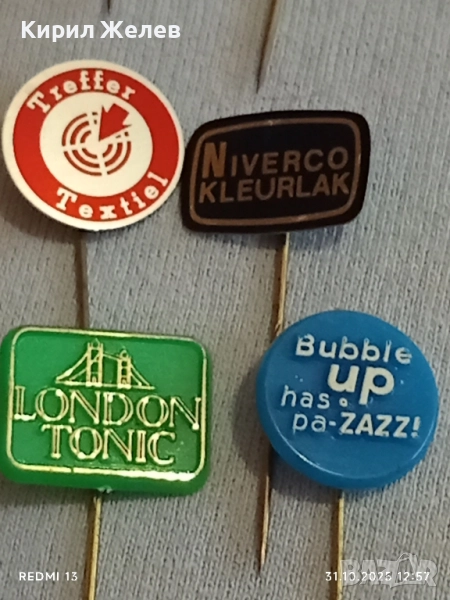 Кирил Желев
Treffer
Textiel
NIVERCO
KLEURLAK
LONDON
TONIC
Bubble
up
has a
pa-ZAZZ!
REDMI 13
31.10.2025 12:57
BAZAR